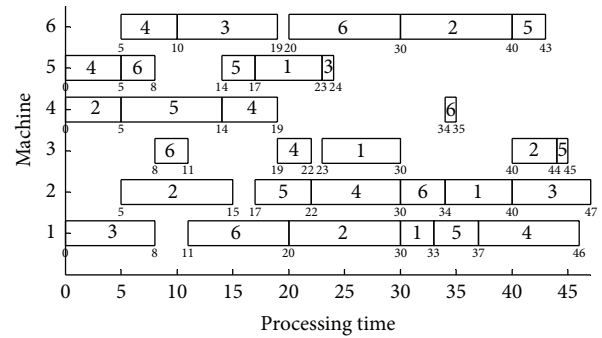 6 4 3 6 2 5
5 10 19 20 30 40 43
5 4 6 5 1 3
0 5 8 14 17 23 24
4 2 5 4 6
0 5 14 19 34 35
3 6 4 1 2 5
8 11 19 22 23 30 40 44 45
2 2 5 4 6 1 3
5 15 17 22 30 34 40 47
1 3 6 2 1 5 4
0 8 11 20 30 33 37 46
0 5 10 15 20 25 30 35 40 45
Processing time
Machine